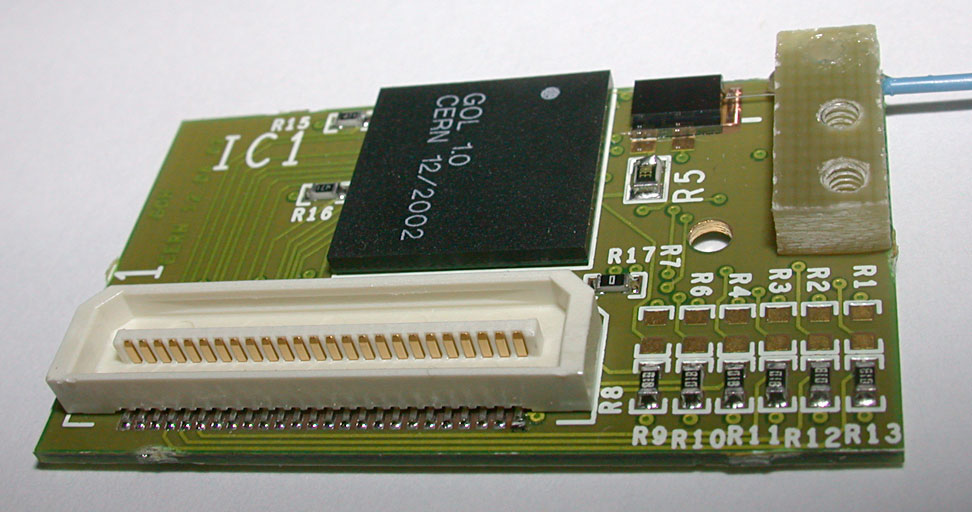 R15
IC1
R16
GOL 1.0
CERN 12/2002
R5
R17
R7
R6
R4
R3
R2
R1
1
R8
R9
R10
R11
R12
R13